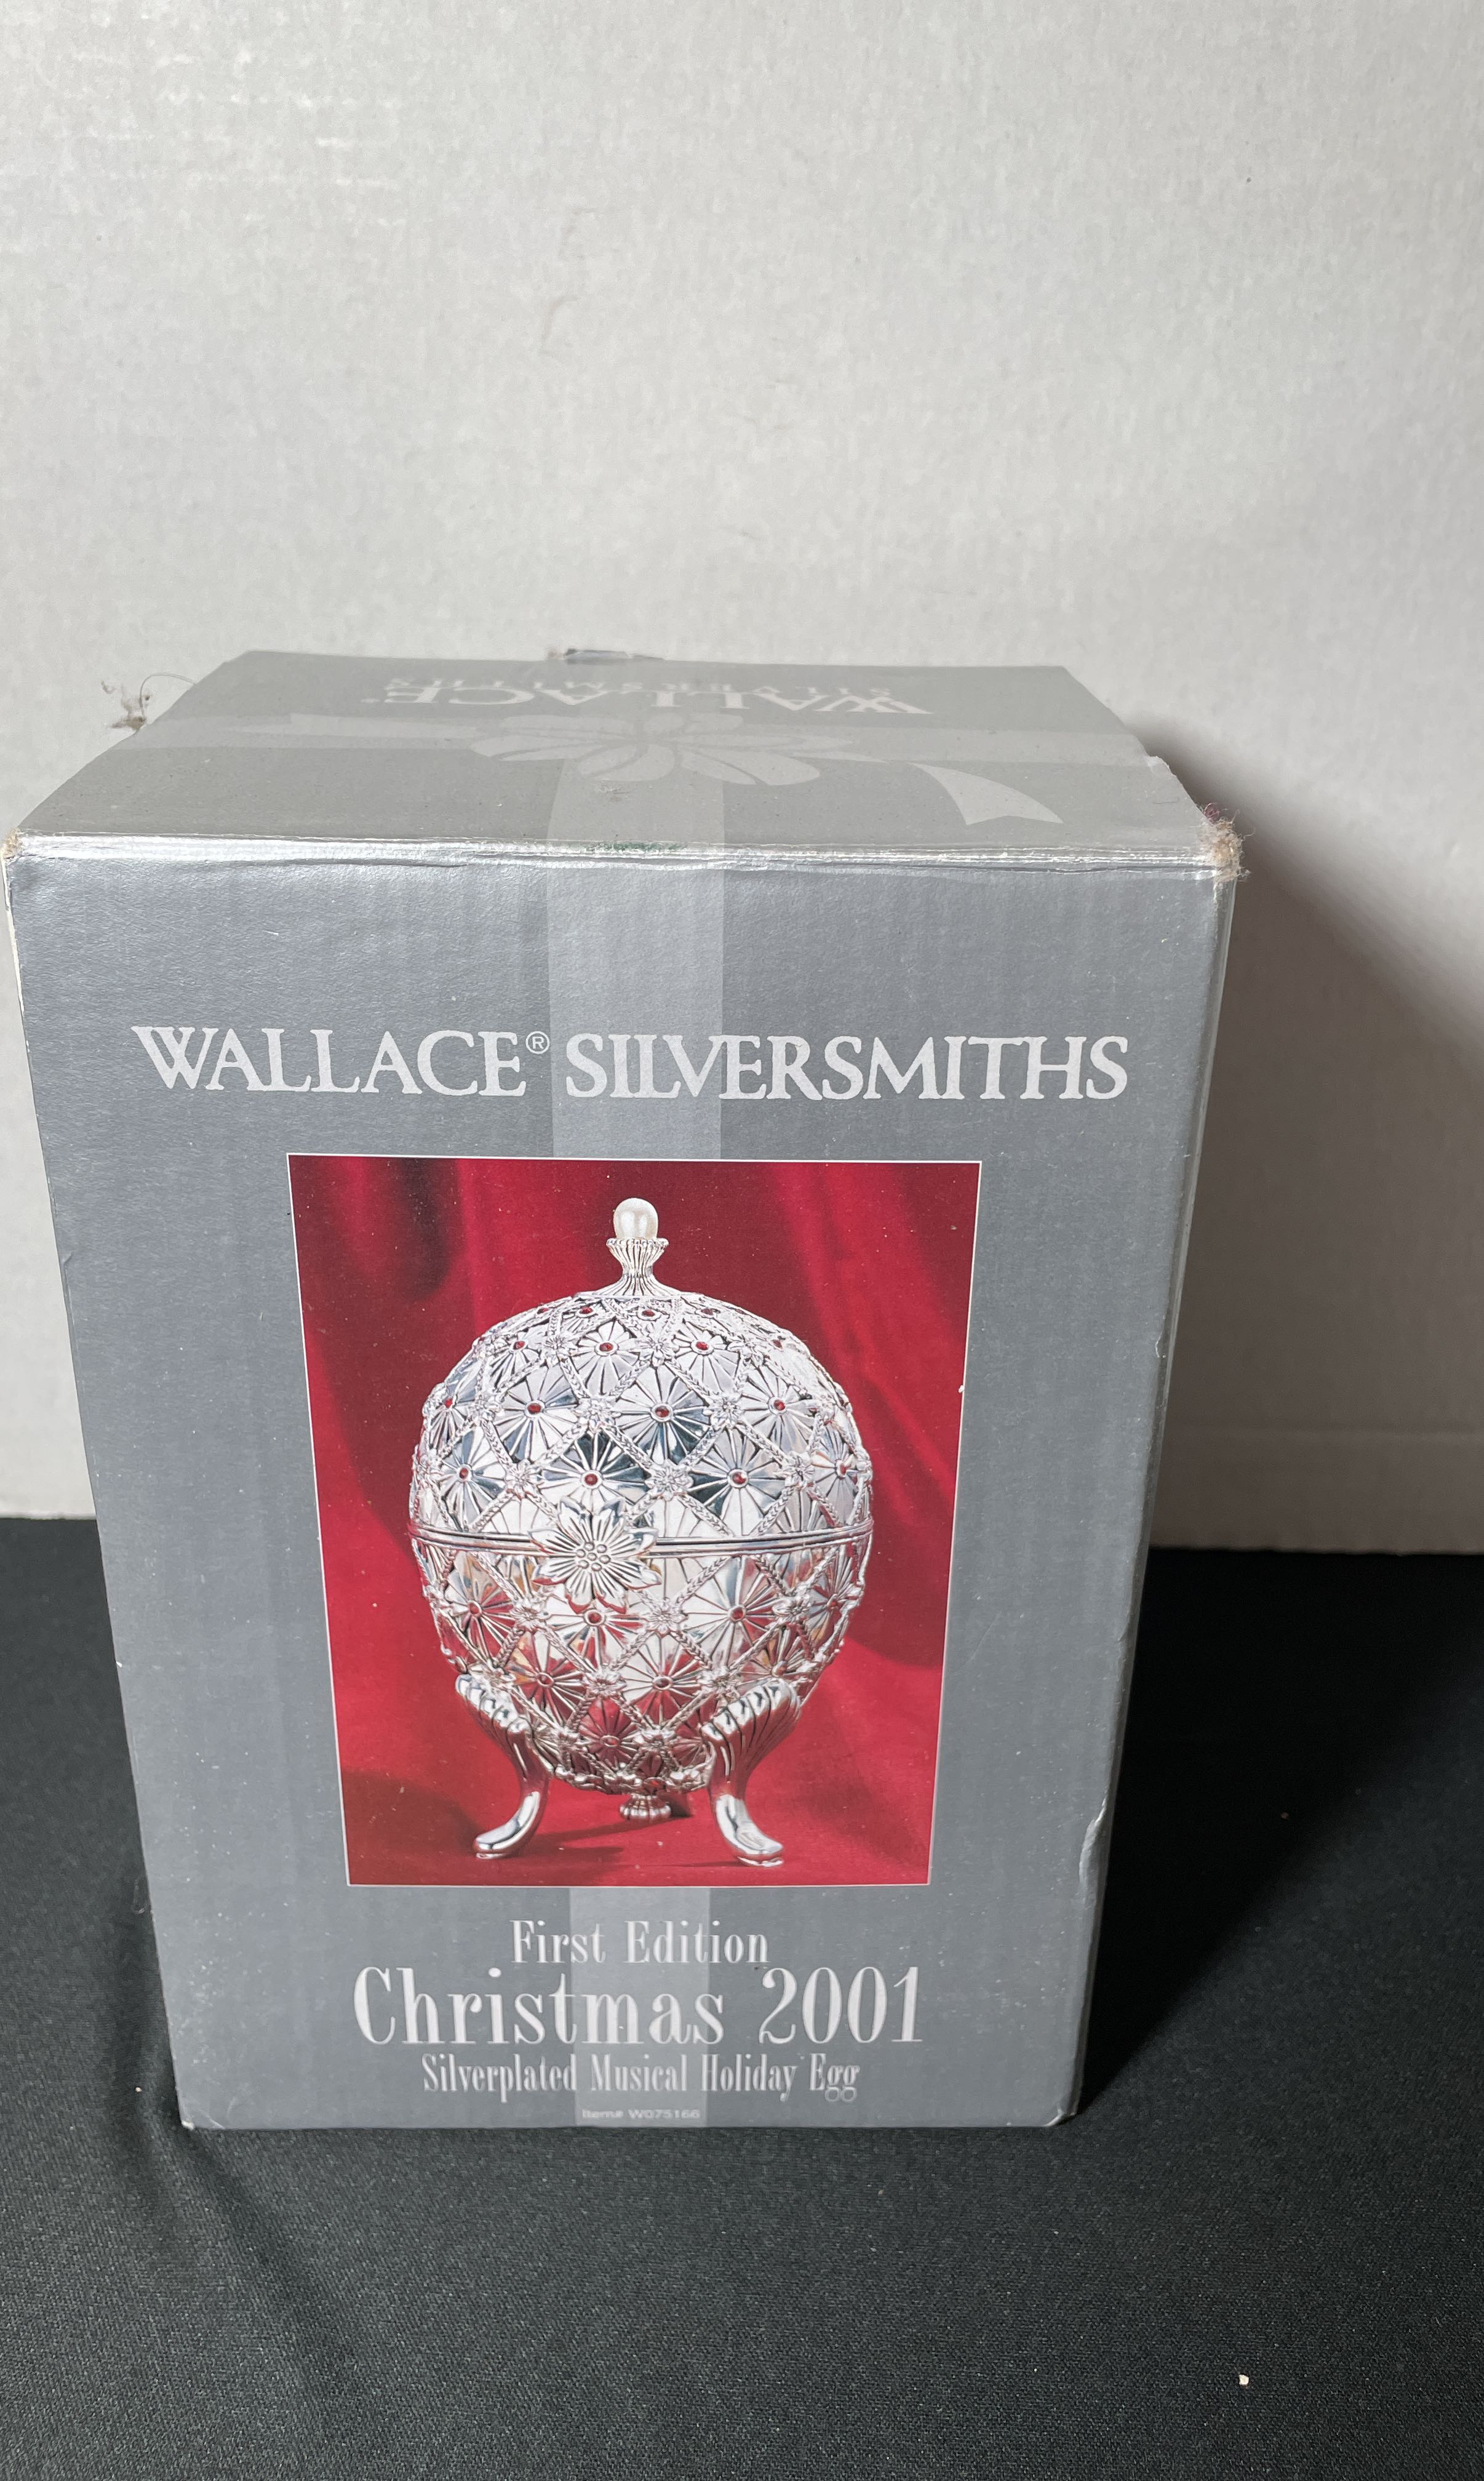 WALLACE®
SILVERSMITHS
WALLACE® SILVERSMITHS
First Edition
Christmas 2001
Silverplated Musical Holiday Egg
Item# W075166